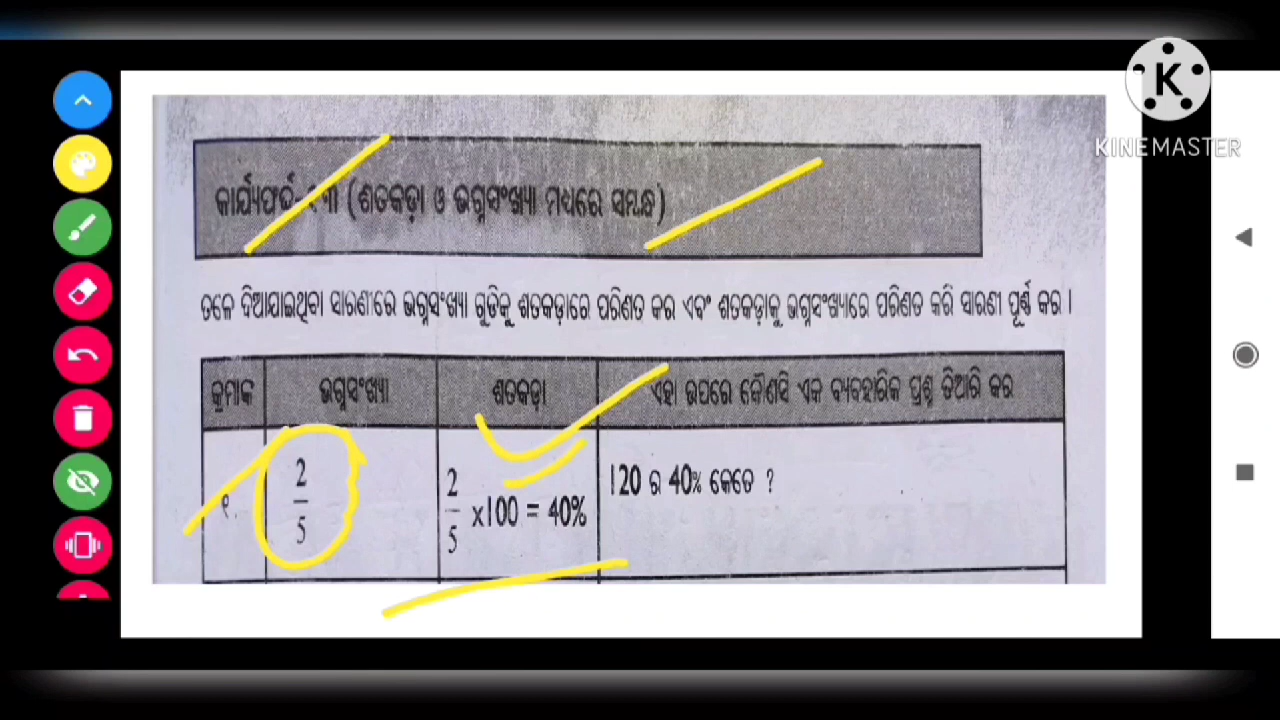 K
KINEMASTER
(ଶତକଡ଼ା ଓ ଭଗ୍ନସଂଖ୍ୟା ମଧ୍ୟରେ ସମ୍ବନ୍ଧ)
ତଳେ ଦିଆଯାଇଥିବା ସାରଣୀରେ ଭଗ୍ନସଂଖ୍ୟା ଗୁଡିକୁ ଶତକଡ଼ାରେ ପରିଣତ କର ଏବଂ ଶତକଡ଼ାକୁ ଭଗ୍ନସଂଖ୍ୟାରେ ପରିଣତ କରି ସାରଣୀ ପୂର୍ଣ୍ଣ କର ।
କ୍ରମାଙ୍କ ଭଗ୍ନସଂଖ୍ୟା ଶତକଡ଼ା ଏହା ଉପରେ କୌଣସି ଏକ ବ୍ୟବହାରିକ ପ୍ରଶ୍ନ ତିଆରି କର
୧. 2/5 2/5 x100 = 40% 120 ର 40% କେତେ ?